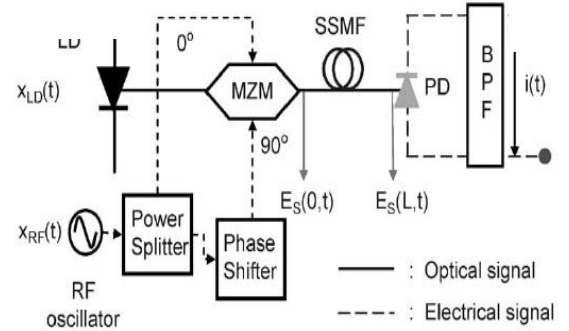 LD
SSMF
0°
x_LD(t)
MZM
PD
B
P
F
i(t)
90°
E_S(0,t)
E_S(L,t)
x_RF(t)
Power
Splitter
Phase
Shifter
RF
oscillator
: Optical signal
: Electrical signal